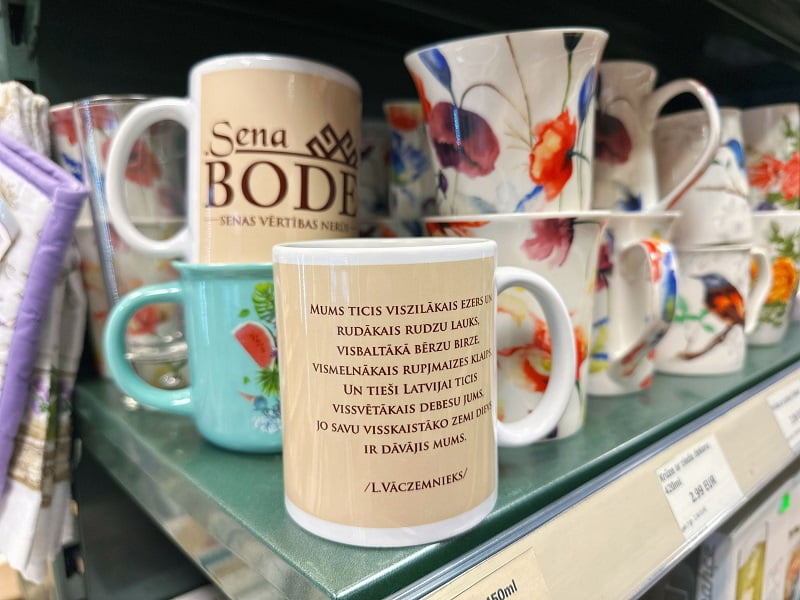 Sena
BODE
SENAS VĒRTĪBAS
MUMS TICIS VISZILĀKAIS EZERS UN
RUDĀKAIS RUDZU LAUKS,
VISBALTĀKĀ BĒRZU BIRZE,
VISMELNĀKAIS RUPJMAIZES KLAIPS.
UN TIEŠI LATVIJAI TICIS
VISSVĒTĀKAIS DEBESU JUMS,
JO SAVU VISSKAISTĀKO ZEMI DIEVS
IR DĀVĀJIS MUMS.
/L.VĀCZEMNIEKS/
420ml
2.99 EUR
450ml